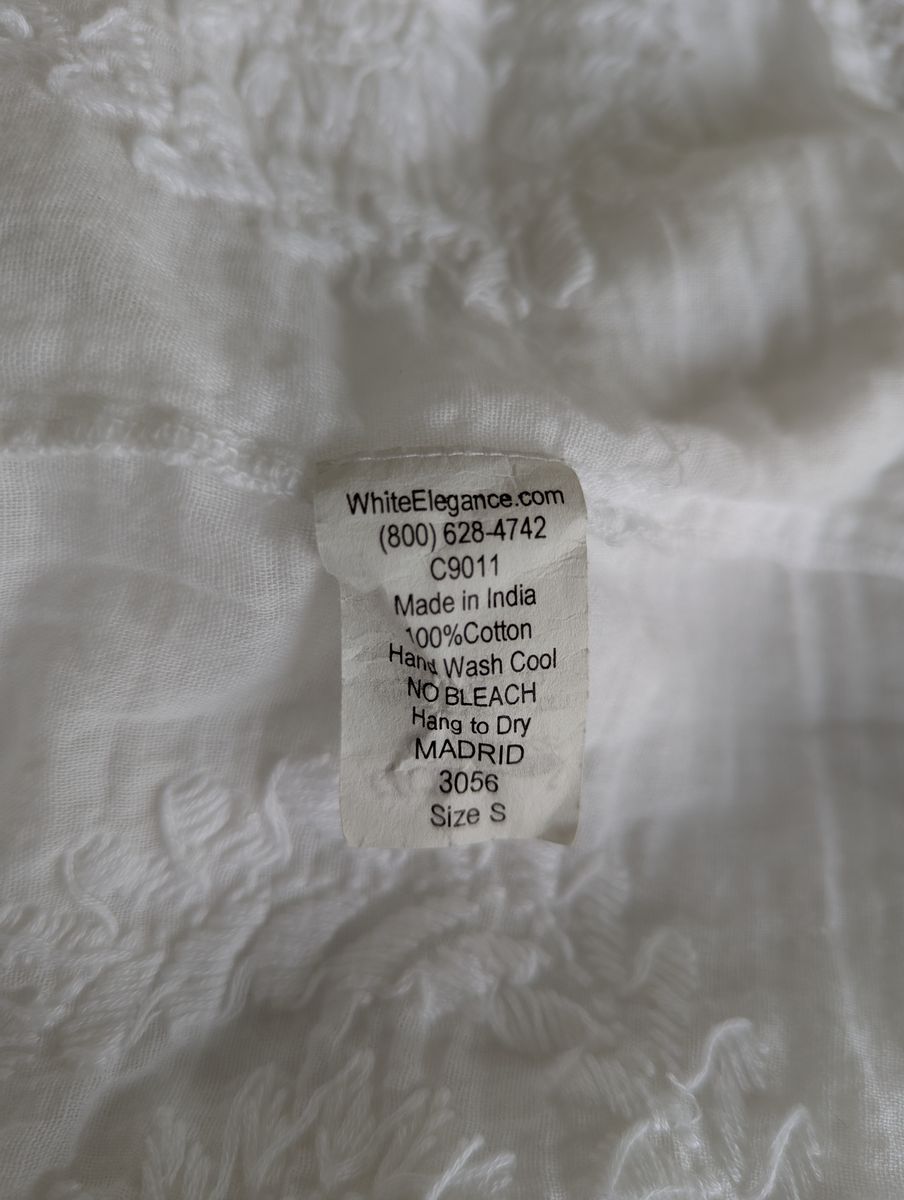 WhiteElegance.com
(800) 628-4742
C9011
Made in India
100%Cotton
Hand Wash Cool
NO BLEACH
Hang to Dry
MADRID
3056
Size S